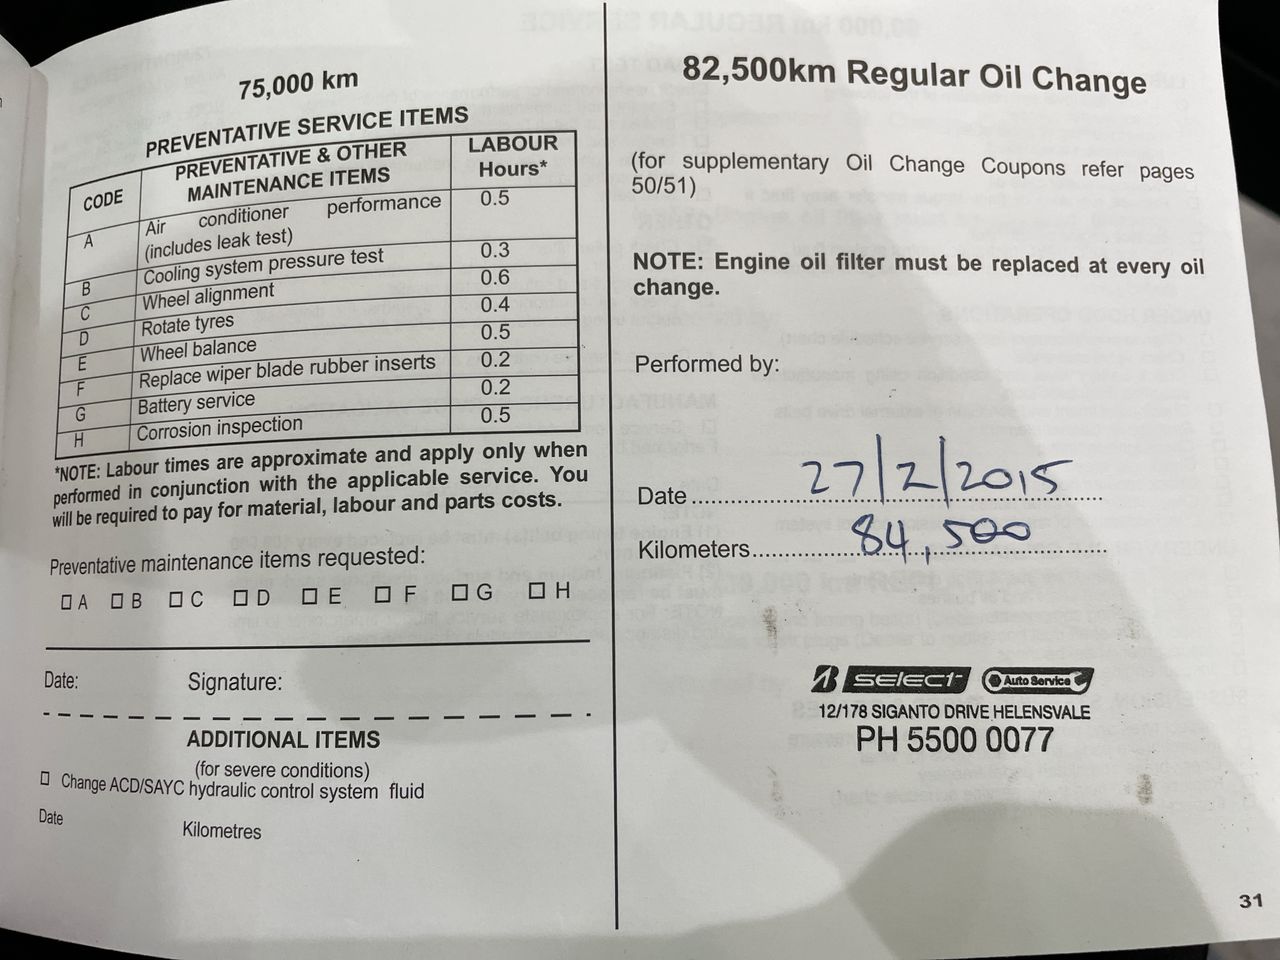 75,000 km
PREVENTATIVE SERVICE ITEMS
CODE PREVENTATIVE & OTHER MAINTENANCE ITEMS LABOUR Hours*
A Air conditioner performance (includes leak test) 0.5
B Cooling system pressure test 0.3
C Wheel alignment 0.6
D Rotate tyres 0.4
E Wheel balance 0.5
F Replace wiper blade rubber inserts 0.2
G Battery service 0.2
H Corrosion inspection 0.5
*NOTE: Labour times are approximate and apply only when
performed in conjunction with the applicable service. You
will be required to pay for material, labour and parts costs.
Preventative maintenance items requested:
☐ A ☐ B ☐ C ☐ D ☐ E ☐ F ☐ G ☐ H
Date: Signature:
ADDITIONAL ITEMS
(for severe conditions)
☐ Change ACD/SAYC hydraulic control system fluid
Date Kilometres
82,500km Regular Oil Change
(for supplementary Oil Change Coupons refer pages
50/51)
NOTE: Engine oil filter must be replaced at every oil
change.
Performed by:
Date 27/2/2015
Kilometers 84,500
B SELECT Auto Service
12/178 SIGANTO DRIVE HELENSVALE
PH 5500 0077
31